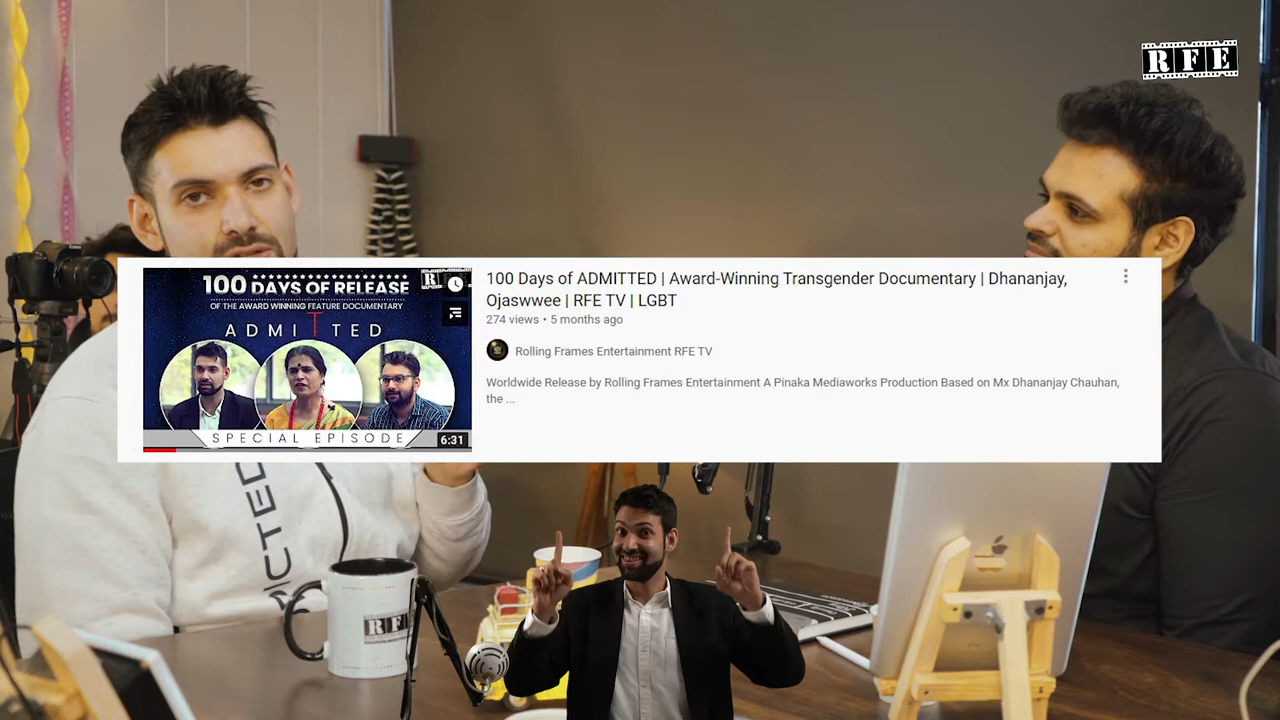 RFE
100 DAYS OF RELEASE
OF THE AWARD WINNING FEATURE DOCUMENTARY
ADMITTED
SPECIAL EPISODE
6:31
100 Days of ADMITTED | Award-Winning Transgender Documentary | Dhananjay,
Ojaswwee | RFE TV | LGBT
274 views • 5 months ago
Rolling Frames Entertainment RFE TV
Worldwide Release by Rolling Frames Entertainment A Pinaka Mediaworks Production Based on Mx Dhananjay Chauhan,
the ...
RFE